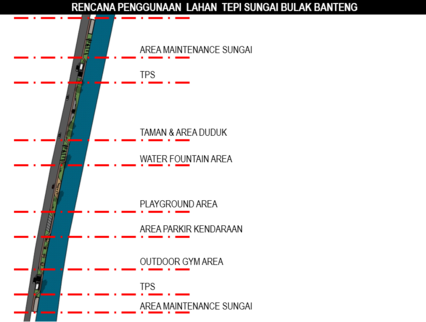 RENCANA PENGGUNAAN LAHAN TEPI SUNGAI BULAK BANTENG
AREA MAINTENANCE SUNGAI
TPS
TAMAN & AREA DUDUK
WATER FOUNTAIN AREA
PLAYGROUND AREA
AREA PARKIR KENDARAAN
OUTDOOR GYM AREA
TPS
AREA MAINTENANCE SUNGAI